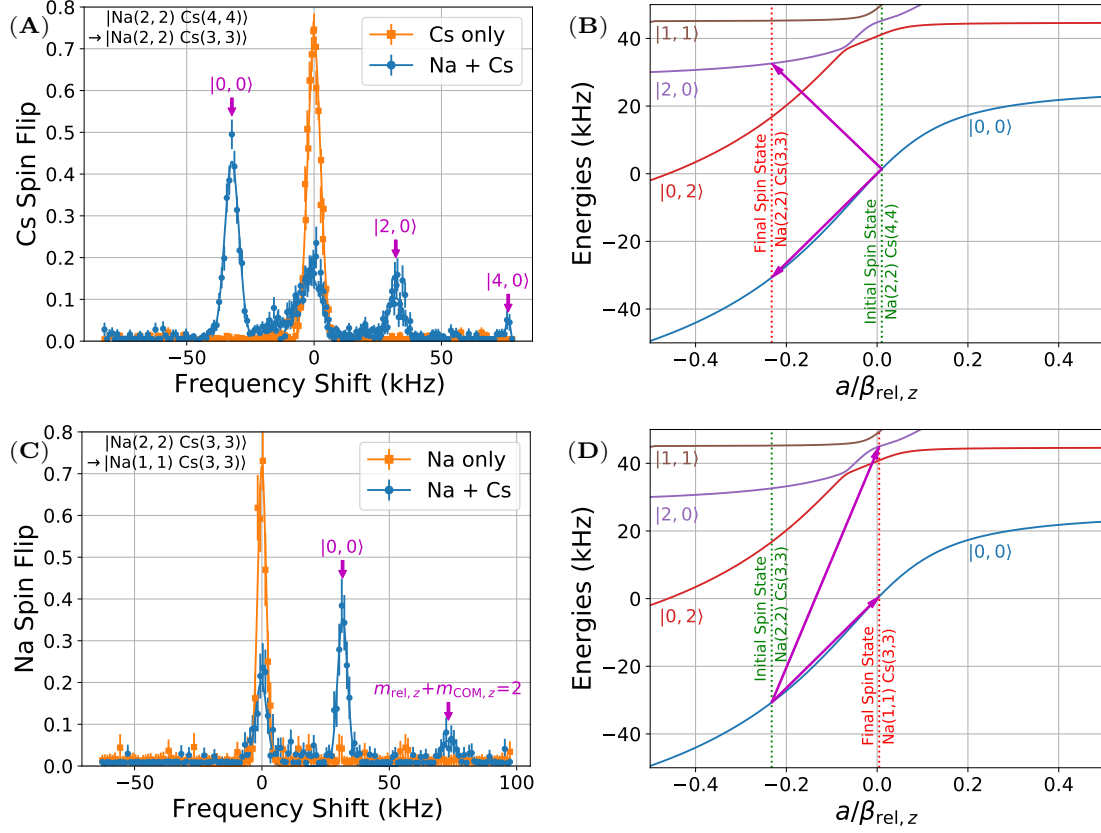 (A)
|Na(2, 2) Cs(4, 4)⟩
→|Na(2, 2) Cs(3, 3)⟩
Cs only
Na + Cs
|0, 0⟩
|2, 0⟩
|4, 0⟩
Cs Spin Flip
0.8
0.7
0.6
0.5
0.4
0.3
0.2
0.1
0.0
−50 0 50
Frequency Shift (kHz)
(B)
|1, 1⟩
|2, 0⟩
|0, 2⟩
|0, 0⟩
Final Spin State
Na(2,2) Cs(3,3)
Initial Spin State
Na(2,2) Cs(4,4)
Energies (kHz)
40
20
0
−20
−40
−0.4 −0.2 0.0 0.2 0.4
a/βrel, z
(C)
|Na(2, 2) Cs(3, 3)⟩
→|Na(1, 1) Cs(3, 3)⟩
Na only
Na + Cs
|0, 0⟩
mrel, z+mCOM, z=2
Na Spin Flip
0.8
0.7
0.6
0.5
0.4
0.3
0.2
0.1
0.0
−50 0 50 100
Frequency Shift (kHz)
(D)
|1, 1⟩
|2, 0⟩
|0, 2⟩
|0, 0⟩
Initial Spin State
Na(2,2) Cs(3,3)
Final Spin State
Na(1,1) Cs(3,3)
Energies (kHz)
40
20
0
−20
−40
−0.4 −0.2 0.0 0.2 0.4
a/βrel, z